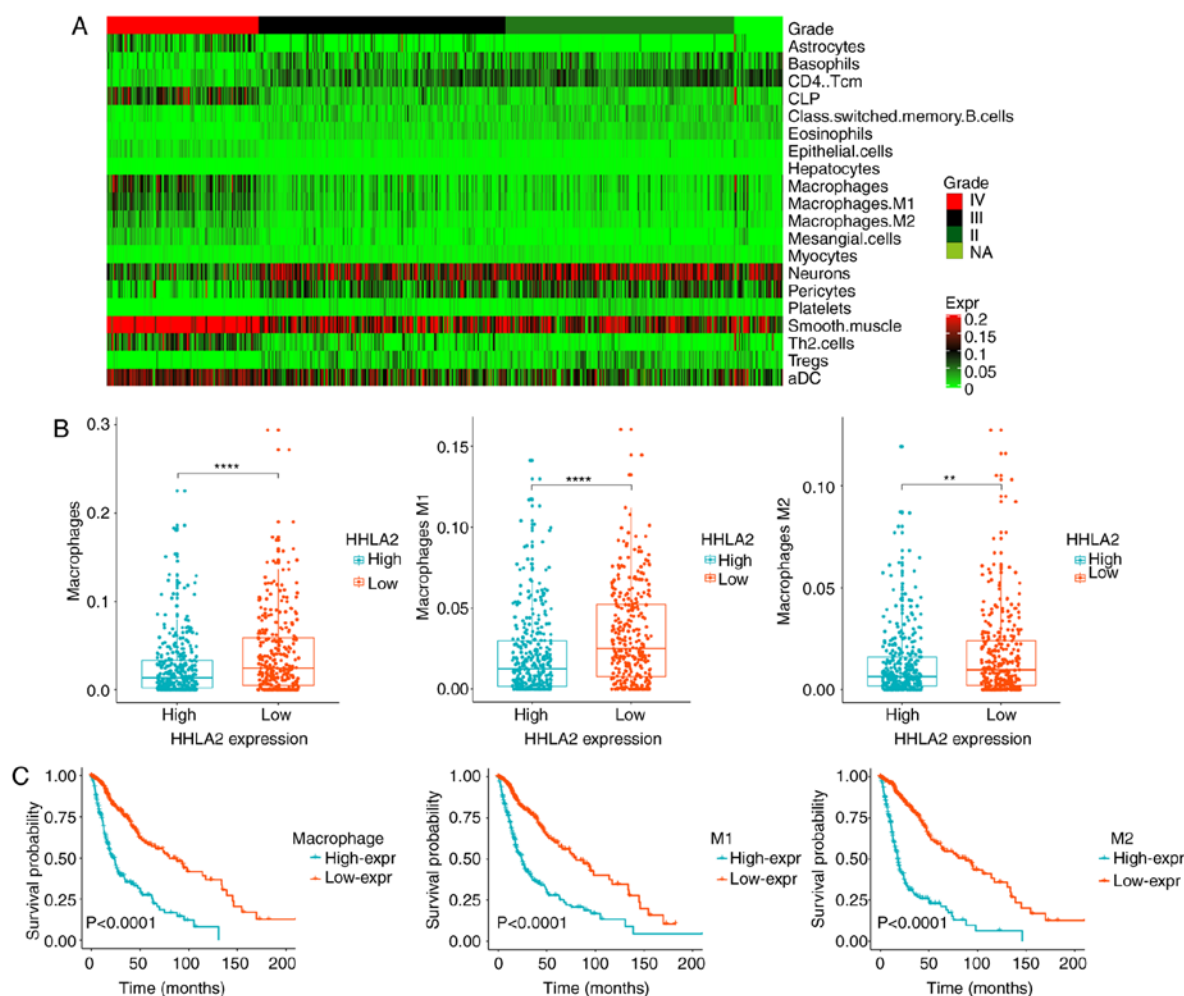 A
Grade
Astrocytes
Basophils
CD4..Tcm
CLP
Class.switched.memory.B.cells
Eosinophils
Epithelial.cells
Hepatocytes
Macrophages
Macrophages.M1
Macrophages.M2
Mesangial.cells
Myocytes
Neurons
Pericytes
Platelets
Smooth.muscle
Th2.cells
Tregs
aDC
Grade
IV
III
II
NA
Expr
0.2
0.15
0.1
0.05
0
B
Macrophages
0.3
0.2
0.1
0.0
****
High Low
HHLA2 expression
HHLA2
High
Low
Macrophages M1
0.15
0.10
0.05
0.00
****
High Low
HHLA2 expression
HHLA2
High
Low
Macrophages M2
0.10
0.05
0.00
**
High Low
HHLA2 expression
HHLA2
High
Low
C
Survival probability
1.00
0.75
0.50
0.25
0.00
P<0.0001
0 50 100 150 200
Time (months)
Macrophage
High-expr
Low-expr
Survival probability
1.00
0.75
0.50
0.25
0.00
P<0.0001
0 50 100 150 200
Time (months)
M1
High-expr
Low-expr
Survival probability
1.00
0.75
0.50
0.25
0.00
P<0.0001
0 50 100 150 200
Time (months)
M2
High-expr
Low-expr